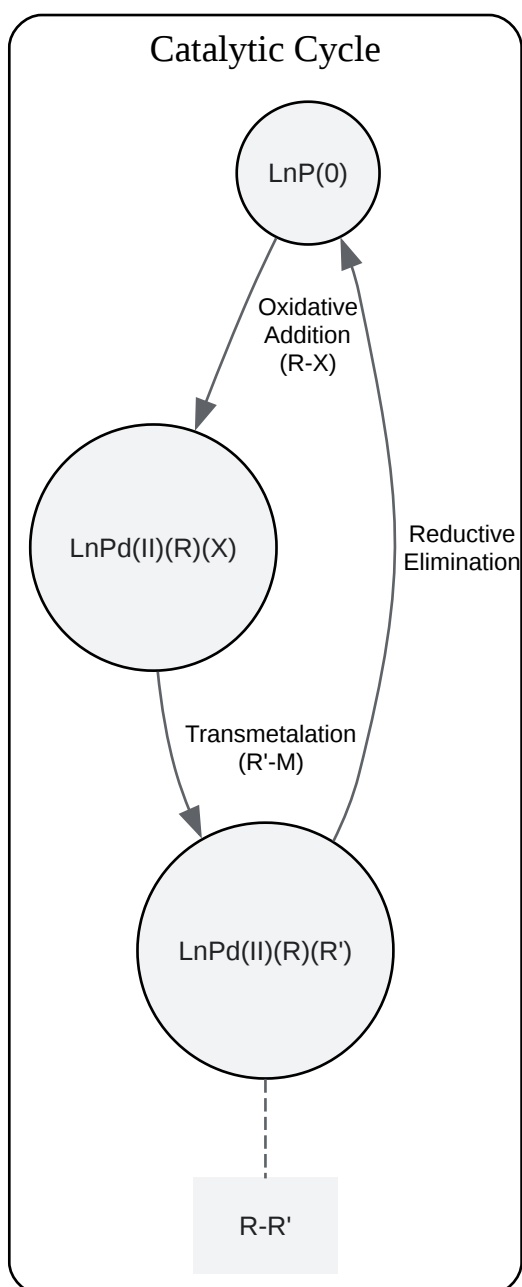 Catalytic Cycle
LnP(0)
Oxidative
Addition
(R-X)
LnPd(II)(R)(X)
Reductive
Elimination
Transmetalation
(R'-M)
LnPd(II)(R)(R')
R-R'